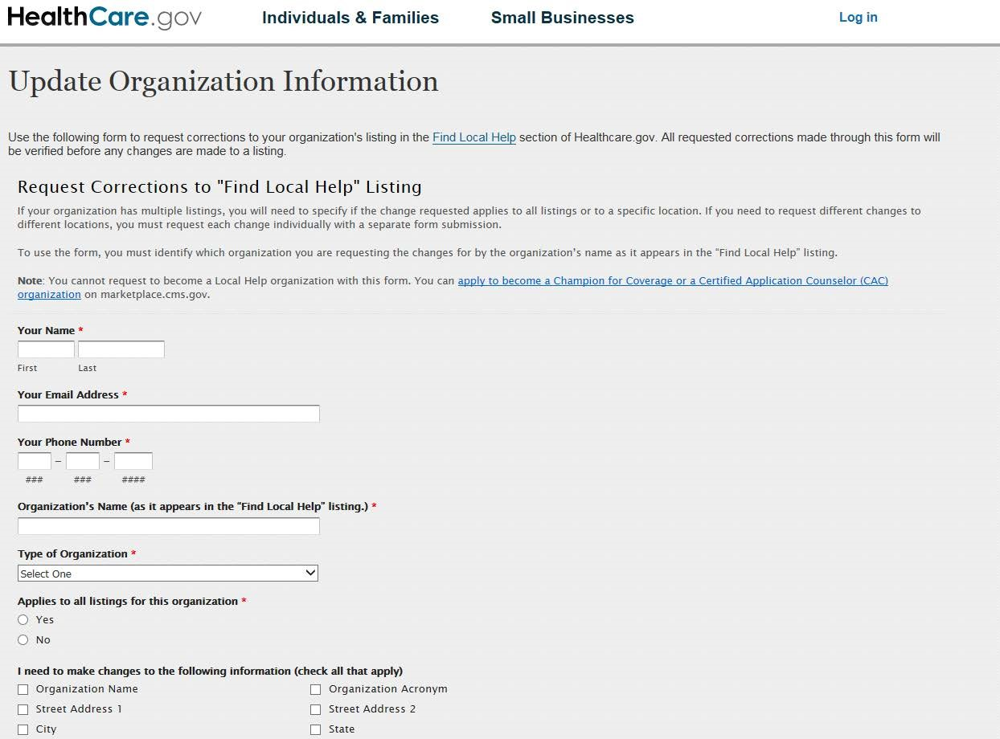 HealthCare.gov Individuals & Families Small Businesses Log in
Update Organization Information
Use the following form to request corrections to your organization's listing in the Find Local Help section of Healthcare.gov. All requested corrections made through this form will
be verified before any changes are made to a listing.
Request Corrections to "Find Local Help" Listing
If your organization has multiple listings, you will need to specify if the change requested applies to all listings or to a specific location. If you need to request different changes to
different locations, you must request each change individually with a separate form submission.
To use the form, you must identify which organization you are requesting the changes for by the organization’s name as it appears in the “Find Local Help” listing.
Note: You cannot request to become a Local Help organization with this form. You can apply to become a Champion for Coverage or a Certified Application Counselor (CAC)
organization on marketplace.cms.gov.
Your Name *
First Last
Your Email Address *
Your Phone Number *
– –
### ### ####
Organization’s Name (as it appears in the “Find Local Help” listing.) *
Type of Organization *
Select One
Applies to all listings for this organization *
Yes
No
I need to make changes to the following information (check all that apply)
Organization Name Organization Acronym
Street Address 1 Street Address 2
City State